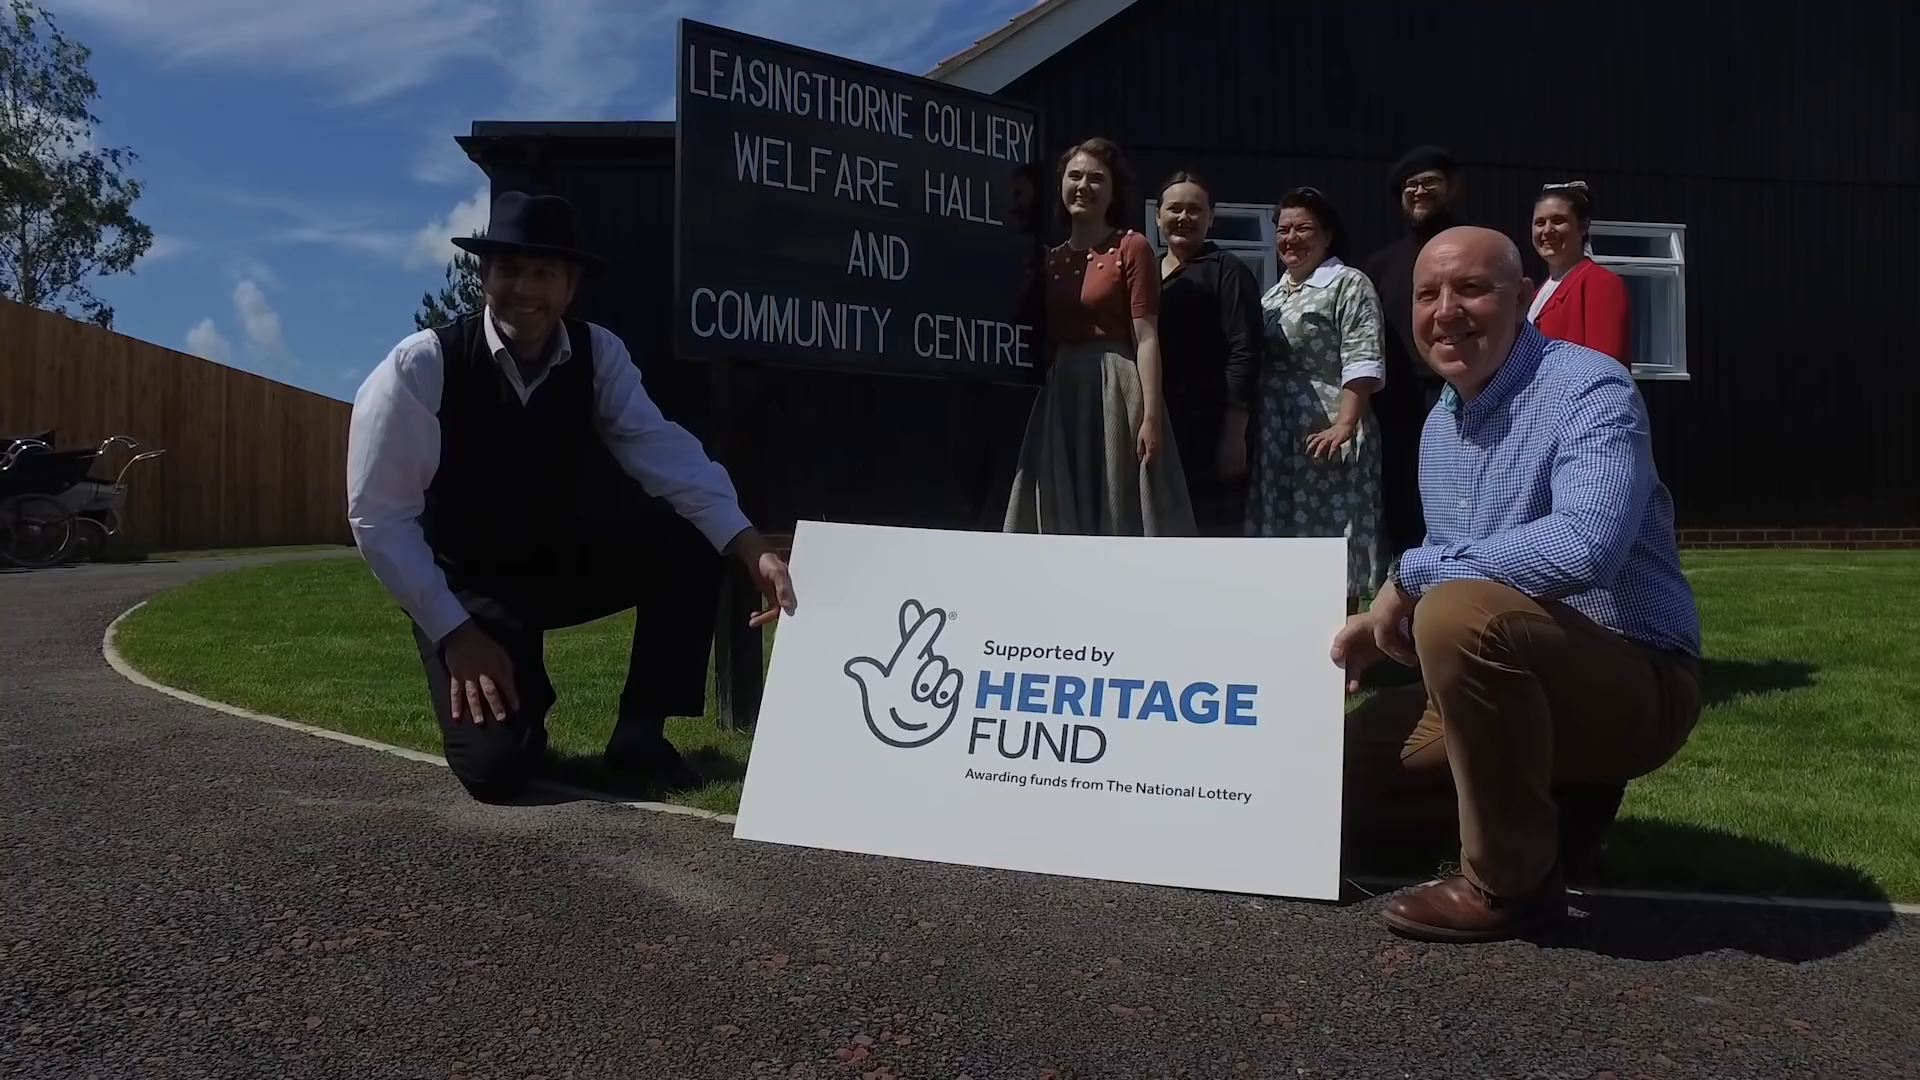 LEASINGTHORNE COLLIERY
WELFARE HALL
AND
COMMUNITY CENTRE
®
Supported by
HERITAGE
FUND
Awarding funds from The National Lottery